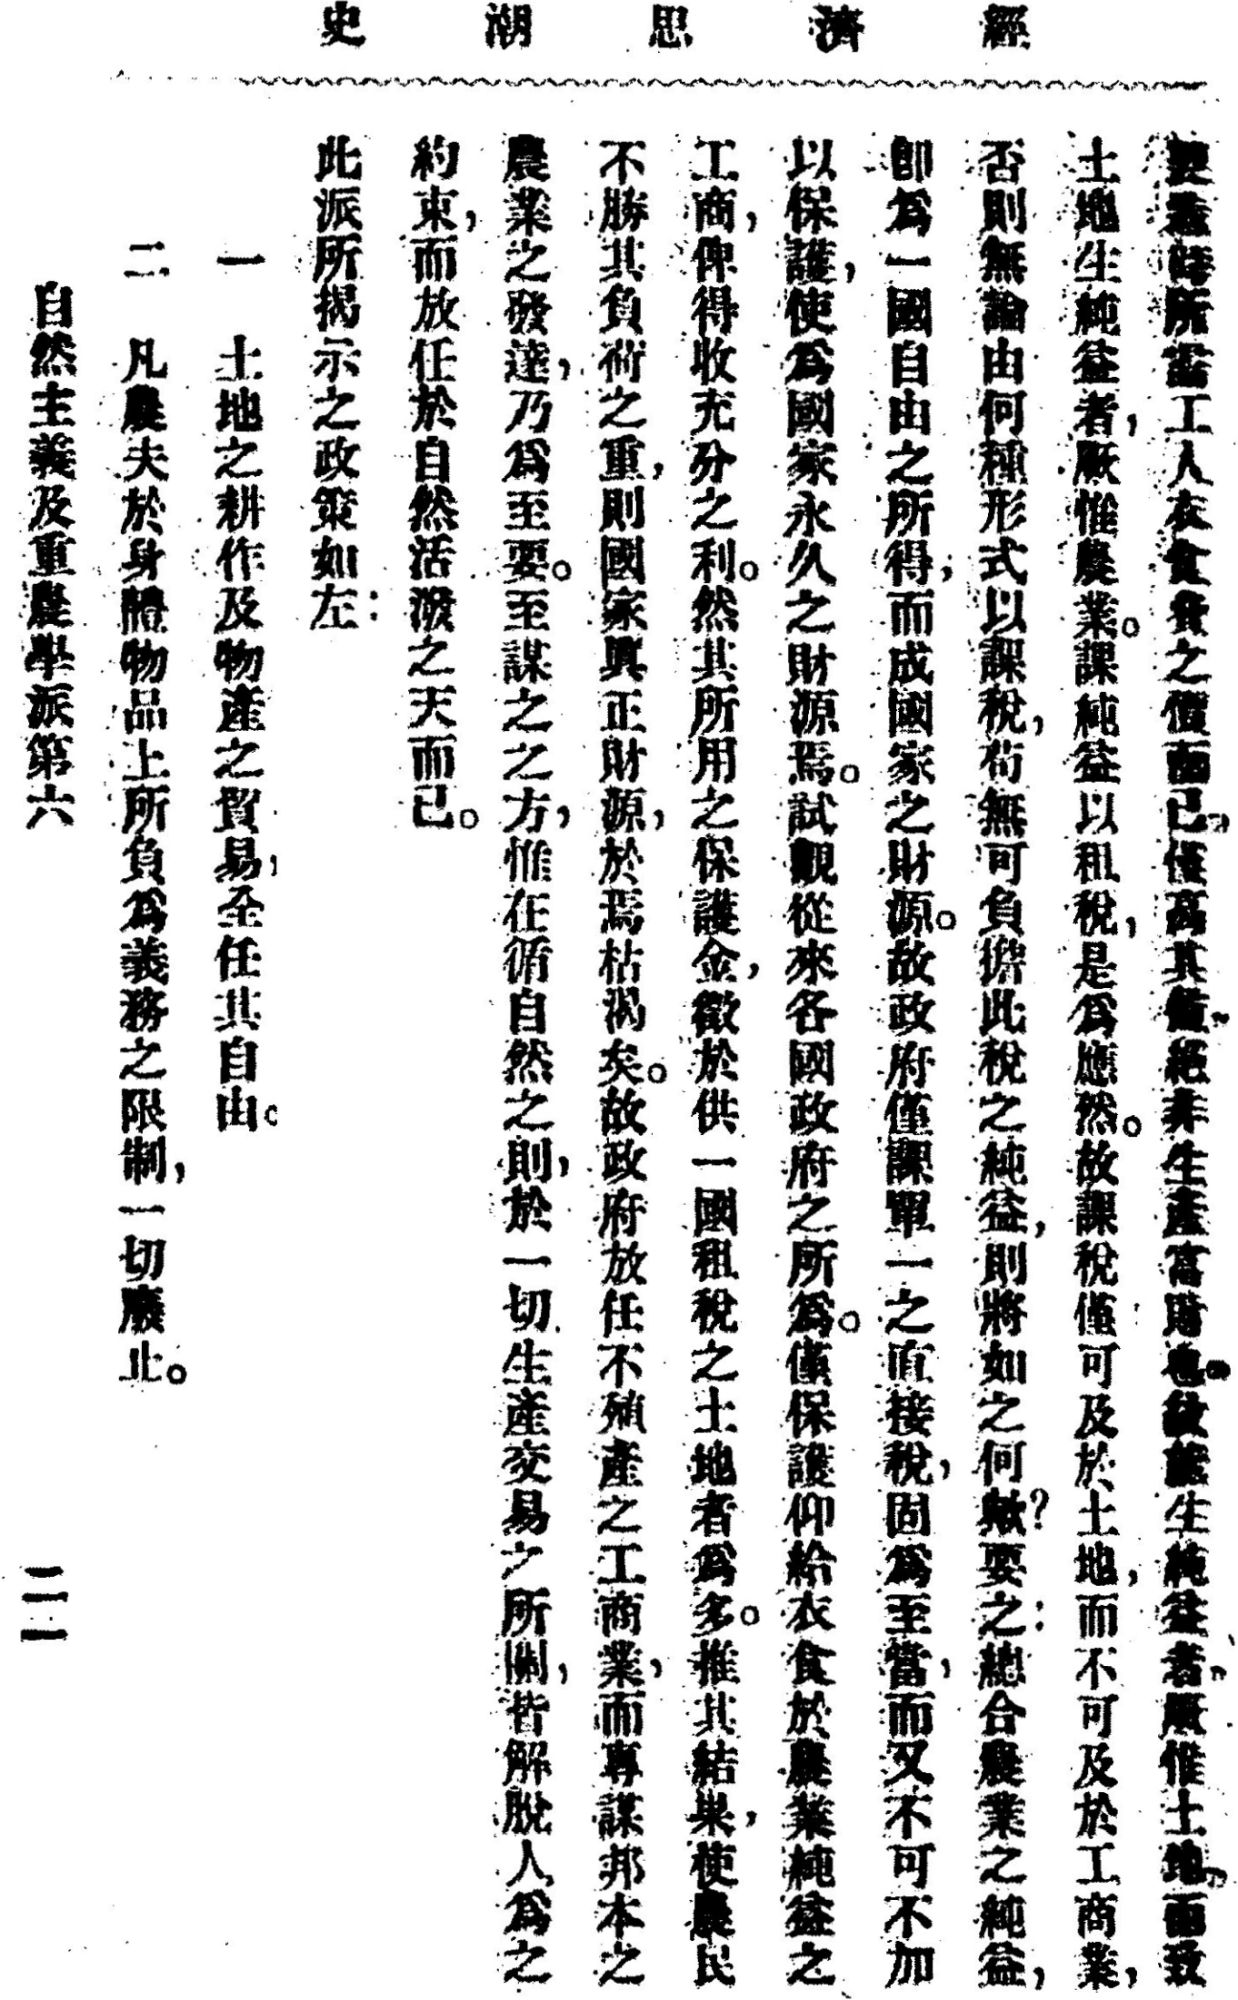 經濟思潮史
製造時所需工人衣食費之價而已,僅高其價,絕非生產富財也。故能生純益者,厥惟土地,而致
土地生純益者,厥惟農業。課純益以租稅,是爲應然。故課稅僅可及於土地,而不可及於工商業,
否則無論由何種形式以課稅,苟無可負擔此稅之純益,則將如之何歟?要之:總合農業之純益,
卽爲一國自由之所得,而成國家之財源。故政府僅課單一之直接稅,固爲至當,而又不可不加
以保護,使爲國家永久之財源焉。試觀從來各國政府之所爲。僅保護仰給衣食於農業純益之
工商,俾得收充分之利。然其所用之保護金,徵於供一國租稅之土地者爲多。推其結果,使農民
不勝其負荷之重,則國家眞正財源,於焉枯渴矣。故政府放任不殖產之工商業,而專謀邦本之
農業之發達,乃爲至要。至謀之之方,惟在循自然之則,於一切生產交易之所關,皆解脫人爲之
約束,而放任於自然活潑之天而已。
此派所揭示之政策如左:
一 土地之耕作及物產之貿易,全任其自由。
二 凡農夫於身體物品上所負爲義務之限制,一切廢止。
自然主義及重農學派第六
二一